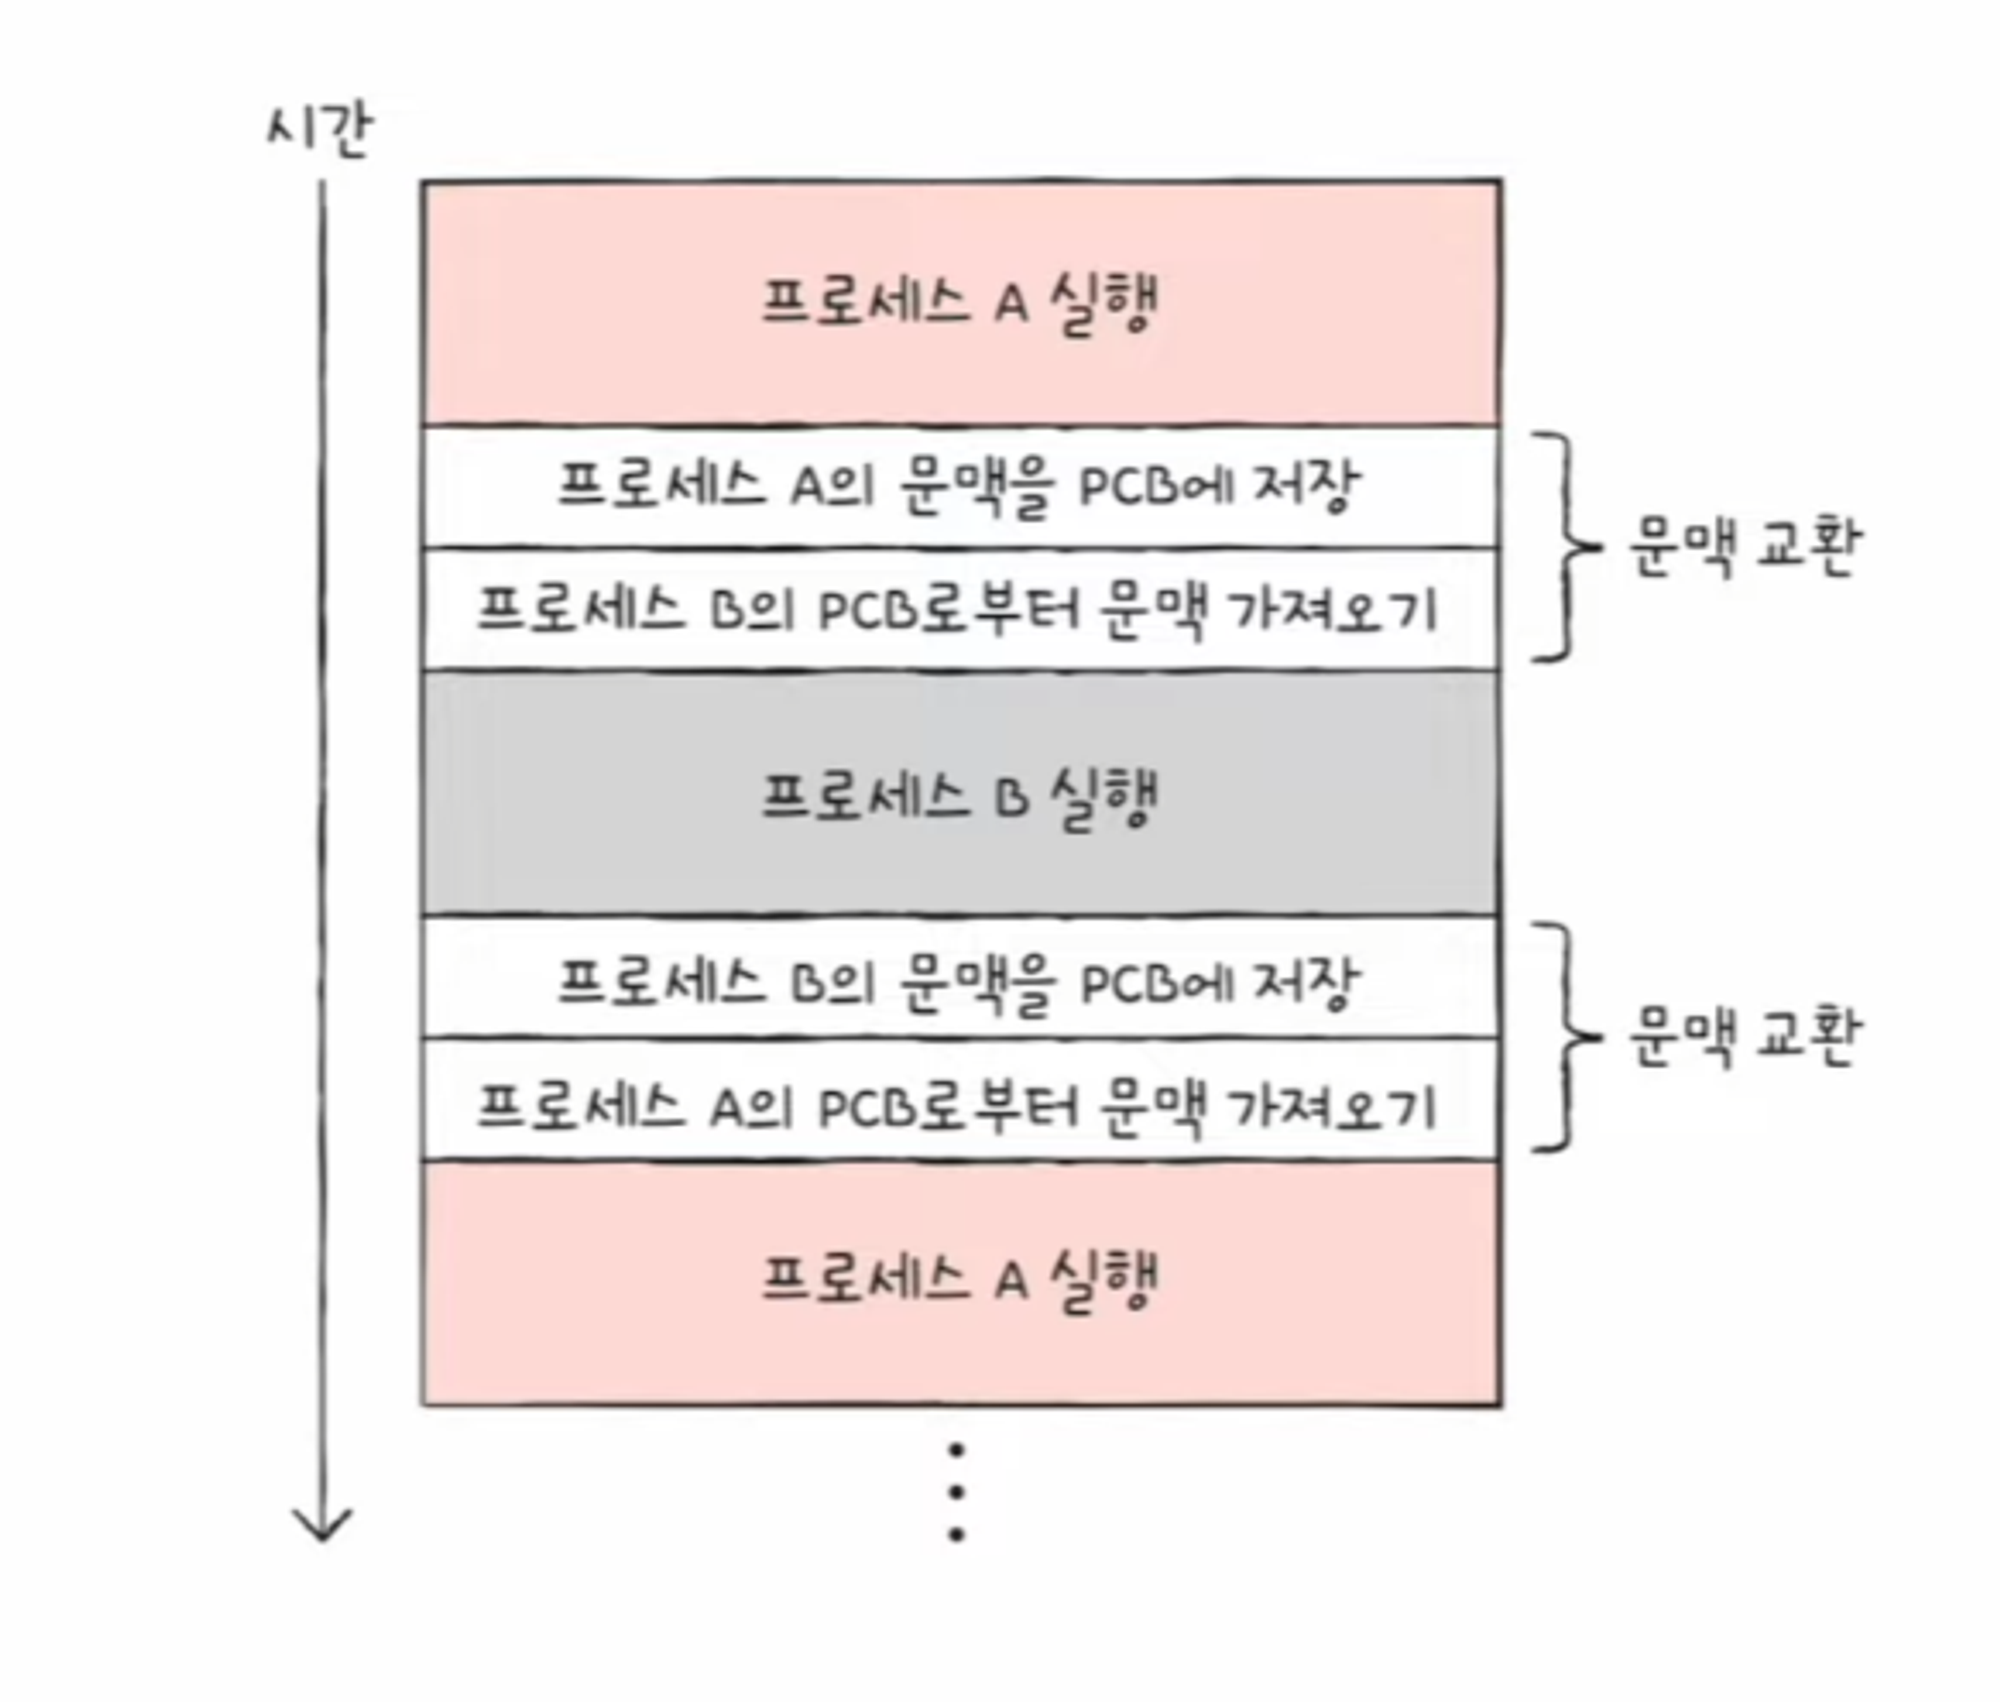 시간
프로세스 A 실행
프로세스 A의 문맥을 PCB에 저장
프로세스 B의 PCB로부터 문맥 가져오기
문맥 교환
프로세스 B 실행
프로세스 B의 문맥을 PCB에 저장
프로세스 A의 PCB로부터 문맥 가져오기
문맥 교환
프로세스 A 실행